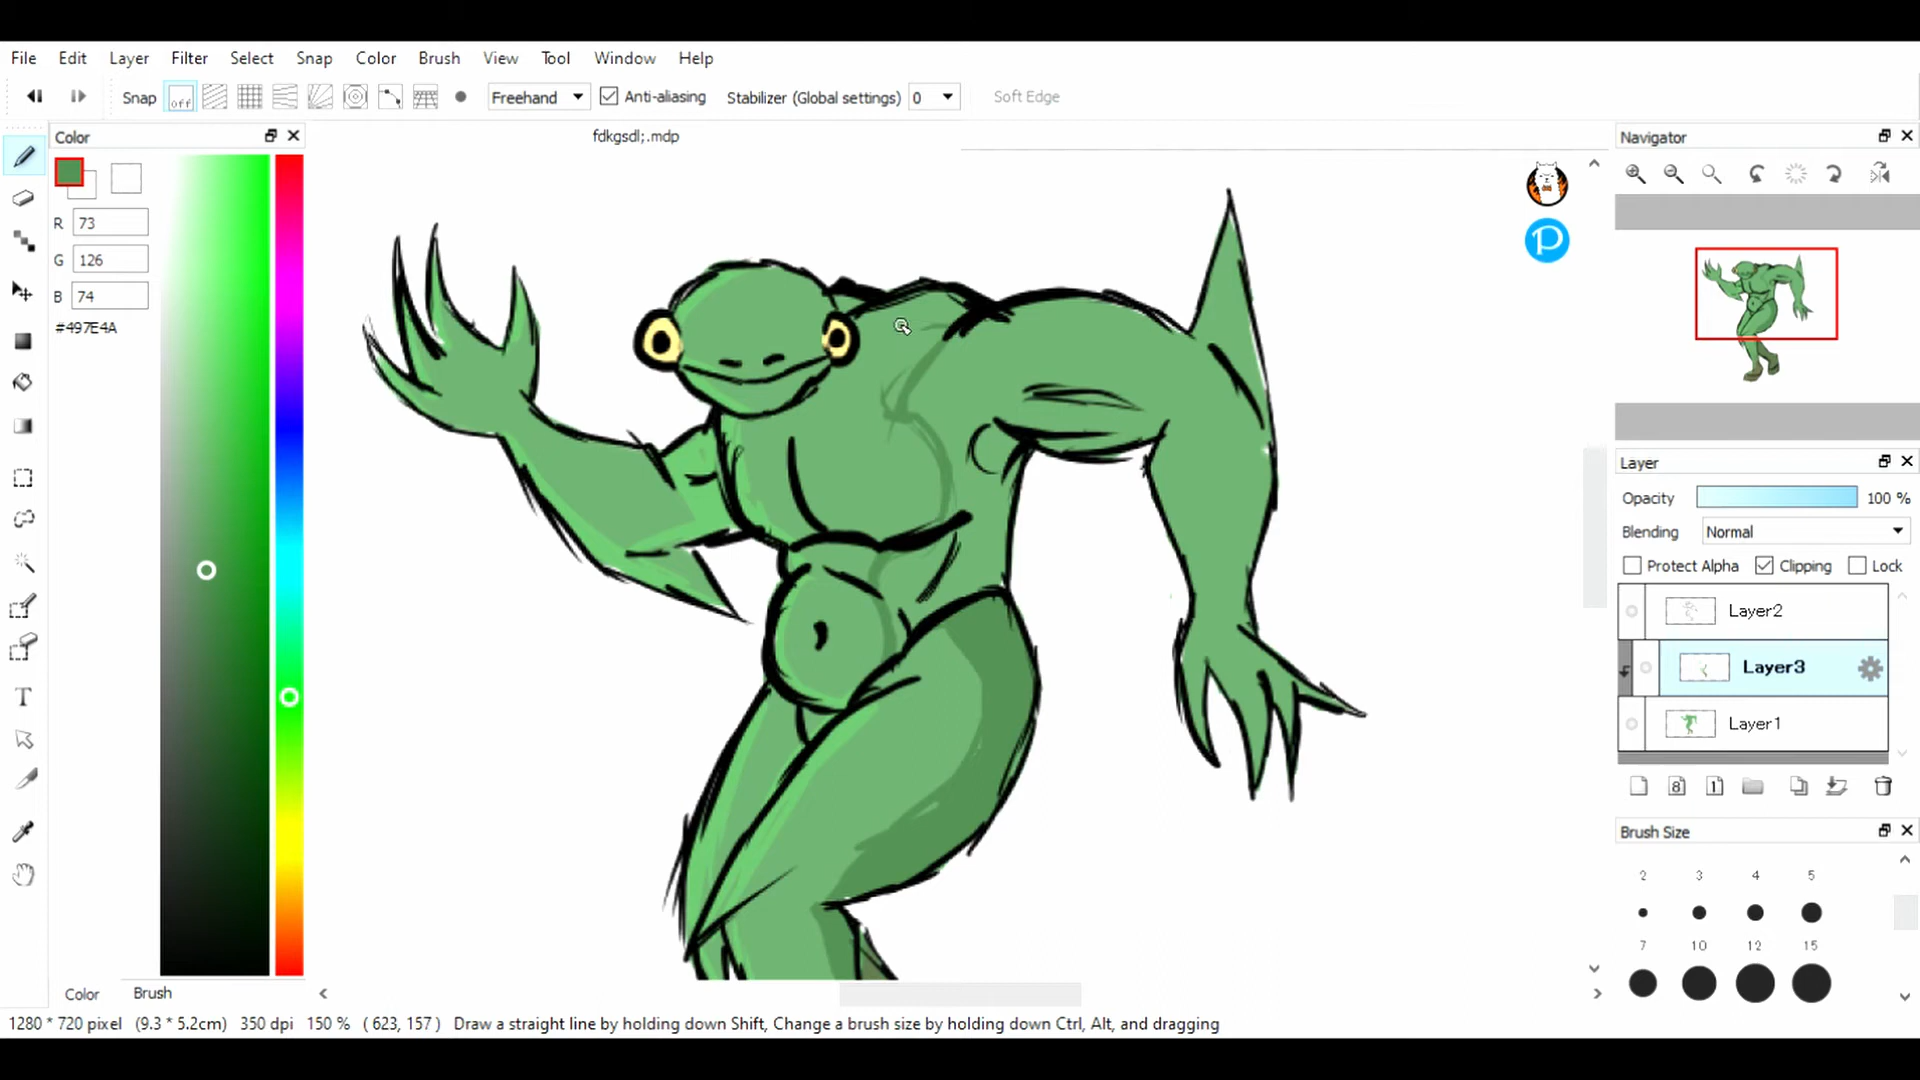 File Edit Layer Filter Select Snap Color Brush View Tool Window Help
Snap off Freehand Anti-aliasing Stabilizer (Global settings) 0 Soft Edge
Color
fdkgsdl;.mdp
Navigator
R 73
G 126
B 74
#497E4A
P
Layer
Opacity 100 %
Blending Normal
Protect Alpha Clipping Lock
Layer2
Layer3
Layer1
8 1
T
Brush Size
2 3 4 5
7 10 12 15
Color Brush
1280 * 720 pixel (9.3 * 5.2cm) 350 dpi 150 % ( 623, 157 ) Draw a straight line by holding down Shift, Change a brush size by holding down Ctrl, Alt, and dragging